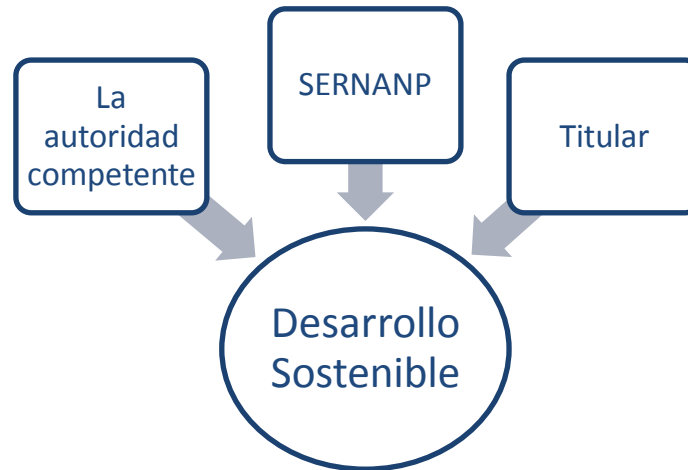 La
autoridad
competente
SERNANP
Titular
Desarrollo
Sostenible